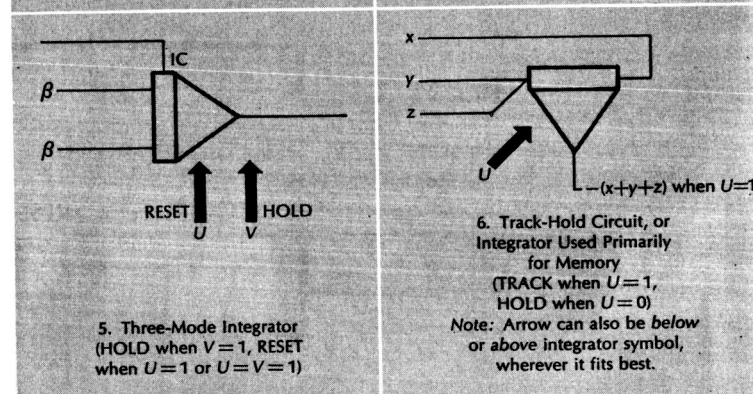 IC
β
β
RESET
HOLD
U
V
5. Three-Mode Integrator
(HOLD when V=1, RESET
when U=1 or U=V=1)
x
y
z
U
-(x+y+z) when U=1
6. Track-Hold Circuit, or
Integrator Used Primarily
for Memory
(TRACK when U=1,
HOLD when U=0)
Note: Arrow can also be below
or above integrator symbol,
wherever it fits best.